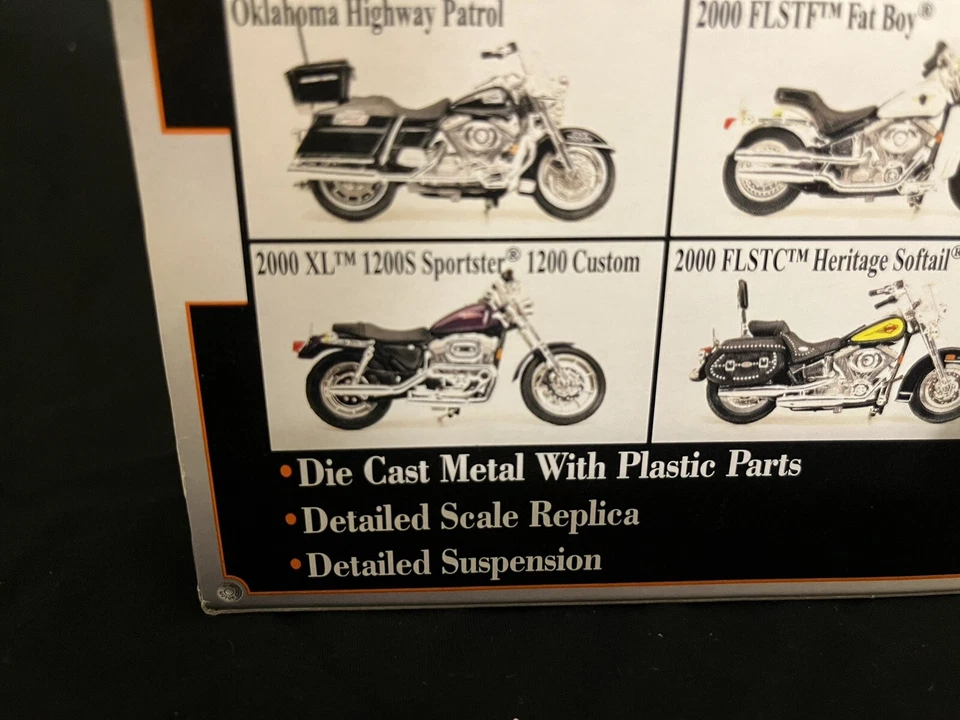 Oklahoma Highway Patrol
2000 FLSTF™ Fat Boy®
2000 XL™ 1200S Sportster® 1200 Custom
2000 FLSTC™ Heritage Softail®
•Die Cast Metal With Plastic Parts
•Detailed Scale Replica
•Detailed Suspension